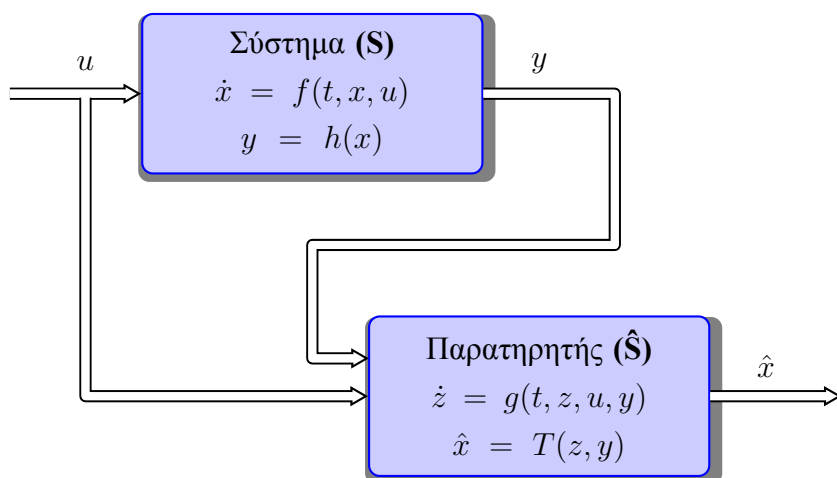 u
Σύστημα (S)
ẋ = f(t, x, u)
y = h(x)
y
Παρατηρητής (Ŝ)
ż = g(t, z, u, y)
x̂ = T(z, y)
x̂